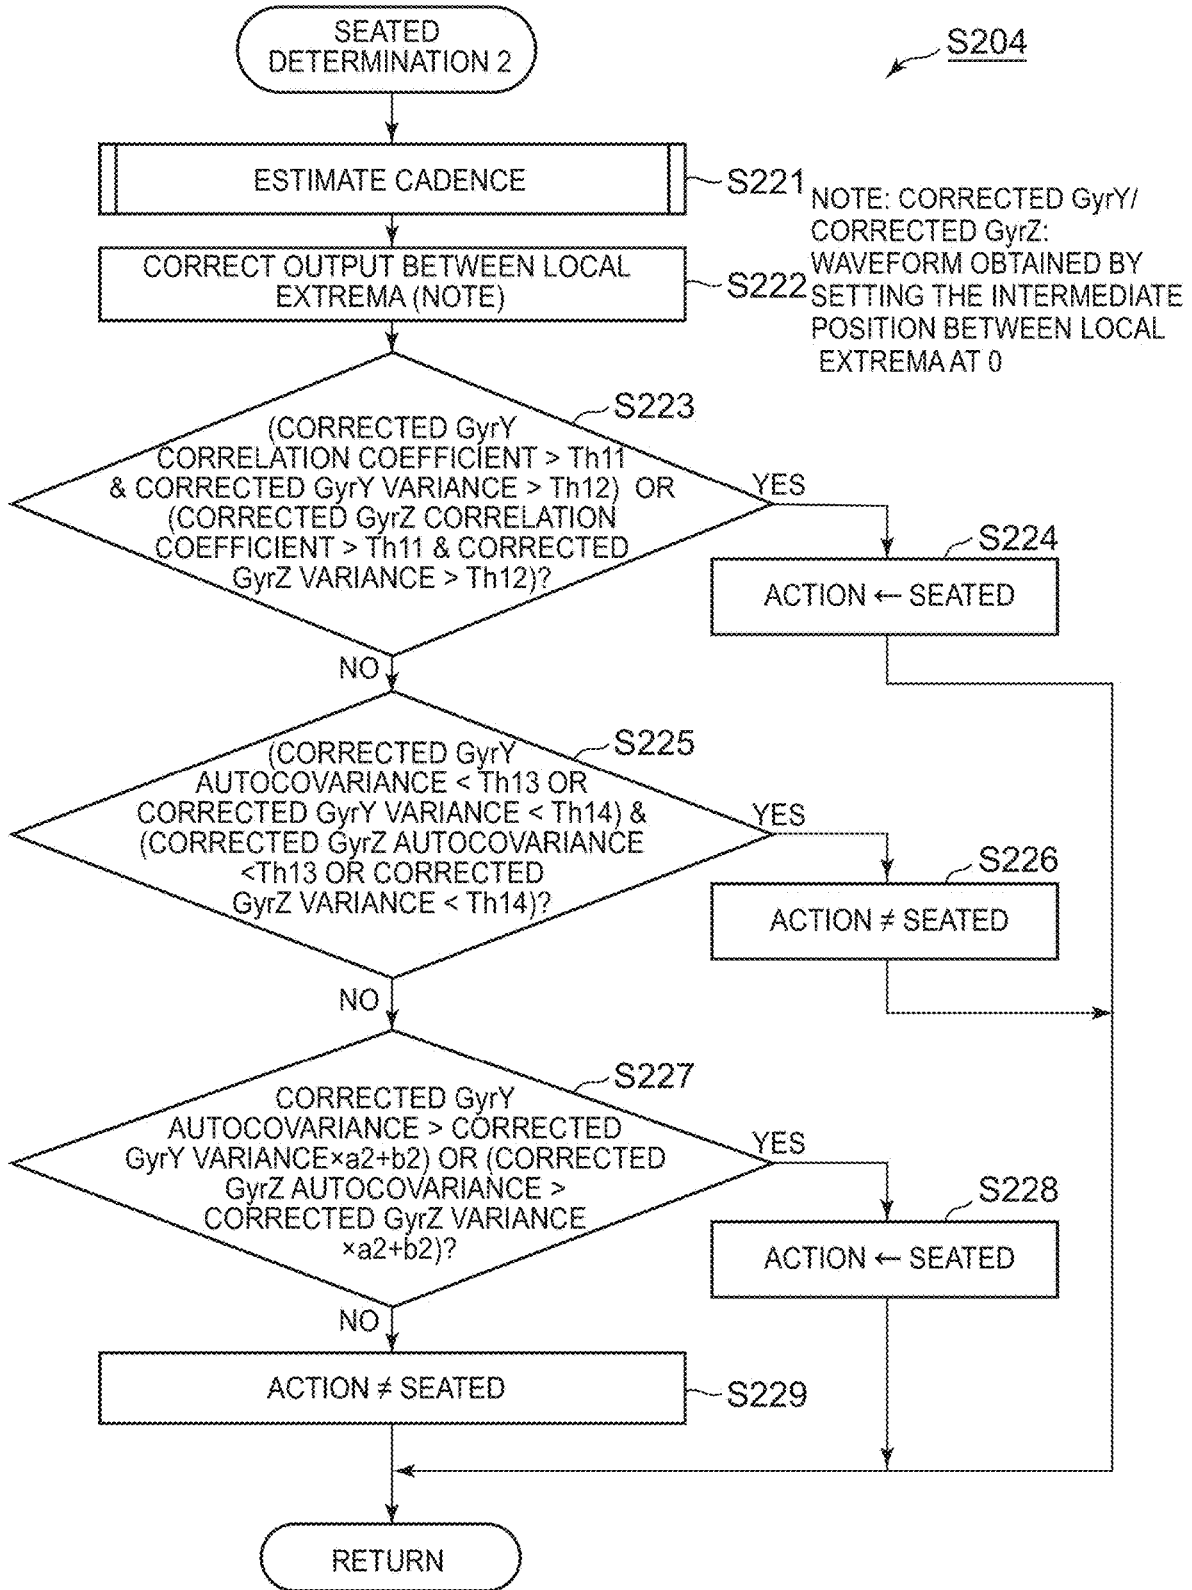 SEATED
DETERMINATION 2
S204
ESTIMATE CADENCE
S221
CORRECT OUTPUT BETWEEN LOCAL
EXTREMA (NOTE)
S222
NOTE: CORRECTED GyrY/
CORRECTED GyrZ:
WAVEFORM OBTAINED BY
SETTING THE INTERMEDIATE
POSITION BETWEEN LOCAL
EXTREMA AT 0
S223
(CORRECTED GyrY
CORRELATION COEFFICIENT > Th11
& CORRECTED GyrY VARIANCE > Th12) OR
(CORRECTED GyrZ CORRELATION
COEFFICIENT > Th11 & CORRECTED
GyrZ VARIANCE > Th12)?
YES
S224
ACTION ← SEATED
NO
S225
(CORRECTED GyrY
AUTOCOVARIANCE < Th13 OR
CORRECTED GyrY VARIANCE < Th14) &
(CORRECTED GyrZ AUTOCOVARIANCE
<Th13 OR CORRECTED
GyrZ VARIANCE < Th14)?
YES
S226
ACTION ≠ SEATED
NO
S227
CORRECTED GyrY
AUTOCOVARIANCE > CORRECTED
GyrY VARIANCE×a2+b2) OR (CORRECTED
GyrZ AUTOCOVARIANCE >
CORRECTED GyrZ VARIANCE
×a2+b2)?
YES
S228
ACTION ← SEATED
NO
ACTION ≠ SEATED
S229
RETURN